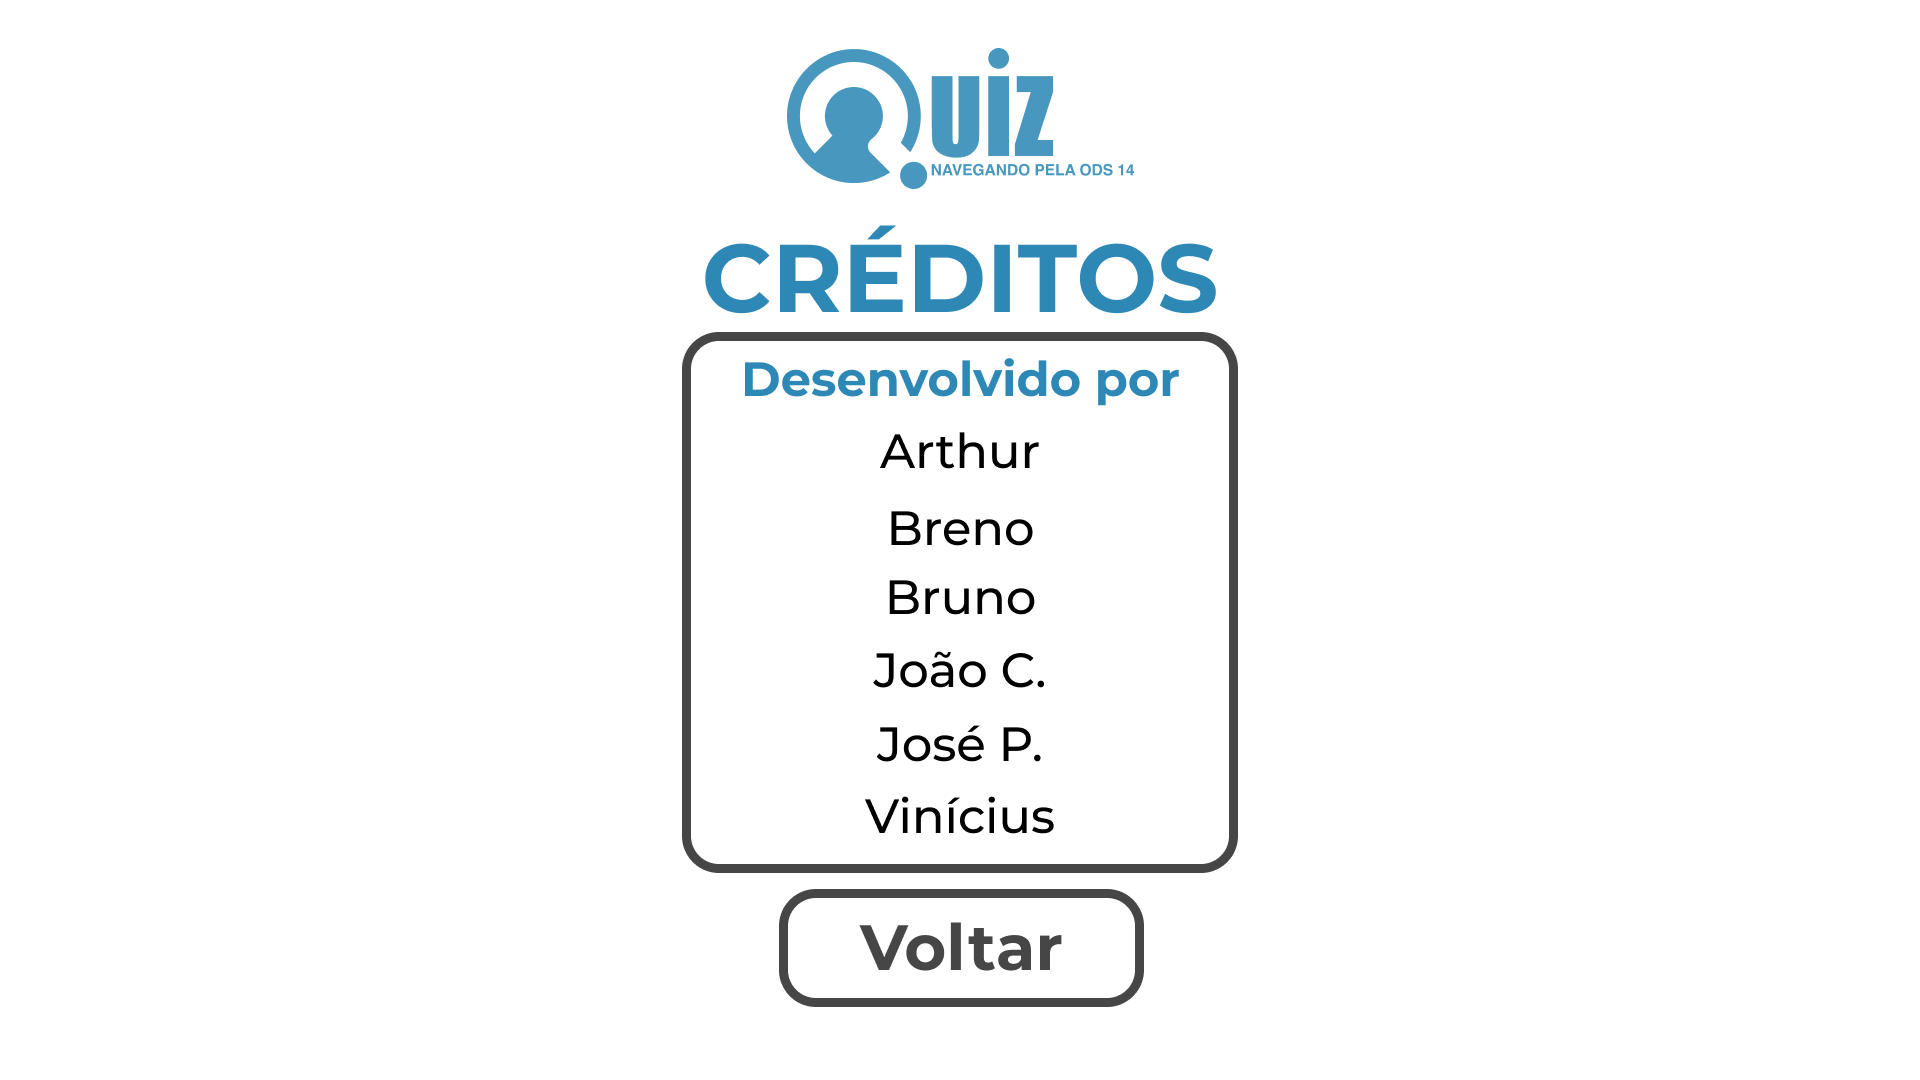 QUIZ
NAVEGANDO PELA ODS 14
CRÉDITOS
Desenvolvido por
Arthur
Breno
Bruno
João C.
José P.
Vinícius
Voltar